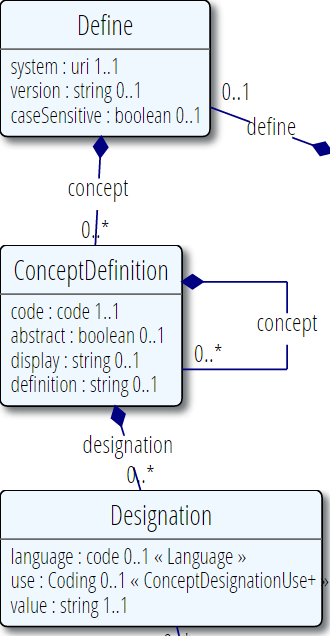 Define
system : uri 1..1
version : string 0..1
caseSensitive : boolean 0..1
0..1
define
concept
0..*
ConceptDefinition
code : code 1..1
abstract : boolean 0..1
display : string 0..1
definition : string 0..1
concept
0..*
designation
0..*
Designation
language : code 0..1 « Language »
use : Coding 0..1 « ConceptDesignationUse+ »
value : string 1..1